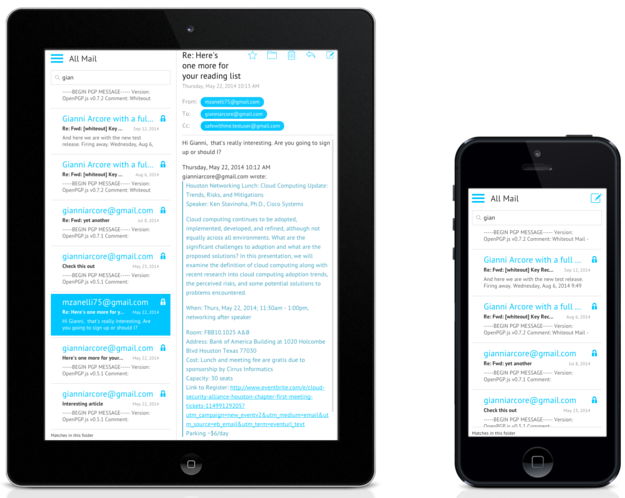 All Mail
gian
-----BEGIN PGP MESSAGE----- Version:
OpenPGP.js v0.7.2 Comment: Whiteout
Gianni Arcore with a full...
Re: Fwd: [whiteout] Key ... Sep 12, 2014
And here we are with the new test
release. Firing away. Wednesday, Aug 6,
Gianni Arcore with a full...
Re: Fwd: [whiteout] Key ... Aug 6, 2014
-----BEGIN PGP MESSAGE----- Version:
OpenPGP.js v0.7.2 Comment: Whiteout
gianniarcore@gmail.com
Re: Fwd: yet another Jul 8, 2014
-----BEGIN PGP MESSAGE----- Version:
OpenPGP.js v0.7.1 Comment:
gianniarcore@gmail.com
Check this out May 23, 2014
-----BEGIN PGP MESSAGE----- Version:
OpenPGP.js v0.5.1 Comment:
mzanelli75@gmail.com
Re: Here's one more for y... May 22, 2014
Hi Gianni, that's really interesting. Are
you going to sign up or should I?
gianniarcore@gmail.com
Here's one more for your... May 22, 2014
-----BEGIN PGP MESSAGE----- Version:
OpenPGP.js v0.5.1 Comment:
gianniarcore@gmail.com
Interesting article May 22, 2014
-----BEGIN PGP MESSAGE----- Version:
OpenPGP.js v0.5.1 Comment:
Matches in this folder
Re: Here's
one more for
your reading list
Thursday, May 22, 2014 10:15 AM
From: mzanelli75@gmail.com
To: gianniarcore@gmail.com
Cc: safewithme.testuser@gmail.com
Hi Gianni, that's really interesting. Are you going to sign
up or should I?
Thursday, May 22, 2014 10:12 AM
gianniarcore@gmail.com wrote:
Houston Networking Lunch: Cloud Computing Update:
Trends, Risks, and Mitigations
Speaker: Ken Stavinoha, Ph.D., Cisco Systems
Cloud computing continues to be adopted,
implemented, developed, and refined, although not
equally across all environments. What are the
significant challenges to adoption and what are the
proposed solutions? In this presentation, we will
examine the definition of cloud computing along with
recent research into cloud computing adoption trends,
the perceived risks, and some potential solutions to
problems encountered.
When: Thurs, May 22, 2014; 11:30am - 1:00pm,
networking after speaker
Room: FBB10.1025 A&B
Address: Bank of America Building at 1020 Holcombe
Blvd Houston Texas 77030
Cost: Lunch and meeting fee are gratis due to
sponsorship by Cirrus Informatics
Capacity: 30 seats
Link to Register: http://www.eventbrite.com/e/cloud-
security-alliance-houston-chapter-first-meeting-
tickets-11499129205?
utm_campaign=new_eventv2&utm_medium=email&ut
m_source=eb_email&utm_term=eventurl_text
Parking ~$6/day
All Mail
gian
-----BEGIN PGP MESSAGE----- Version:
OpenPGP.js v0.7.2 Comment: Whiteout Mail -
Gianni Arcore with a full ...
Re: Fwd: [whiteout] Key Rec... Sep 12, 2014
And here we are with the new test release.
Firing away. Wednesday, Aug 6, 2014 9:49
Gianni Arcore with a full ...
Re: Fwd: [whiteout] Key Rec... Aug 6, 2014
-----BEGIN PGP MESSAGE----- Version:
OpenPGP.js v0.7.2 Comment: Whiteout Mail -
gianniarcore@gmail.com
Re: Fwd: yet another Jul 8, 2014
-----BEGIN PGP MESSAGE----- Version:
OpenPGP.js v0.7.1 Comment: Whiteout Mail -
gianniarcore@gmail.com
Check this out May 23, 2014
-----BEGIN PGP MESSAGE----- Version:
Matches in this folder